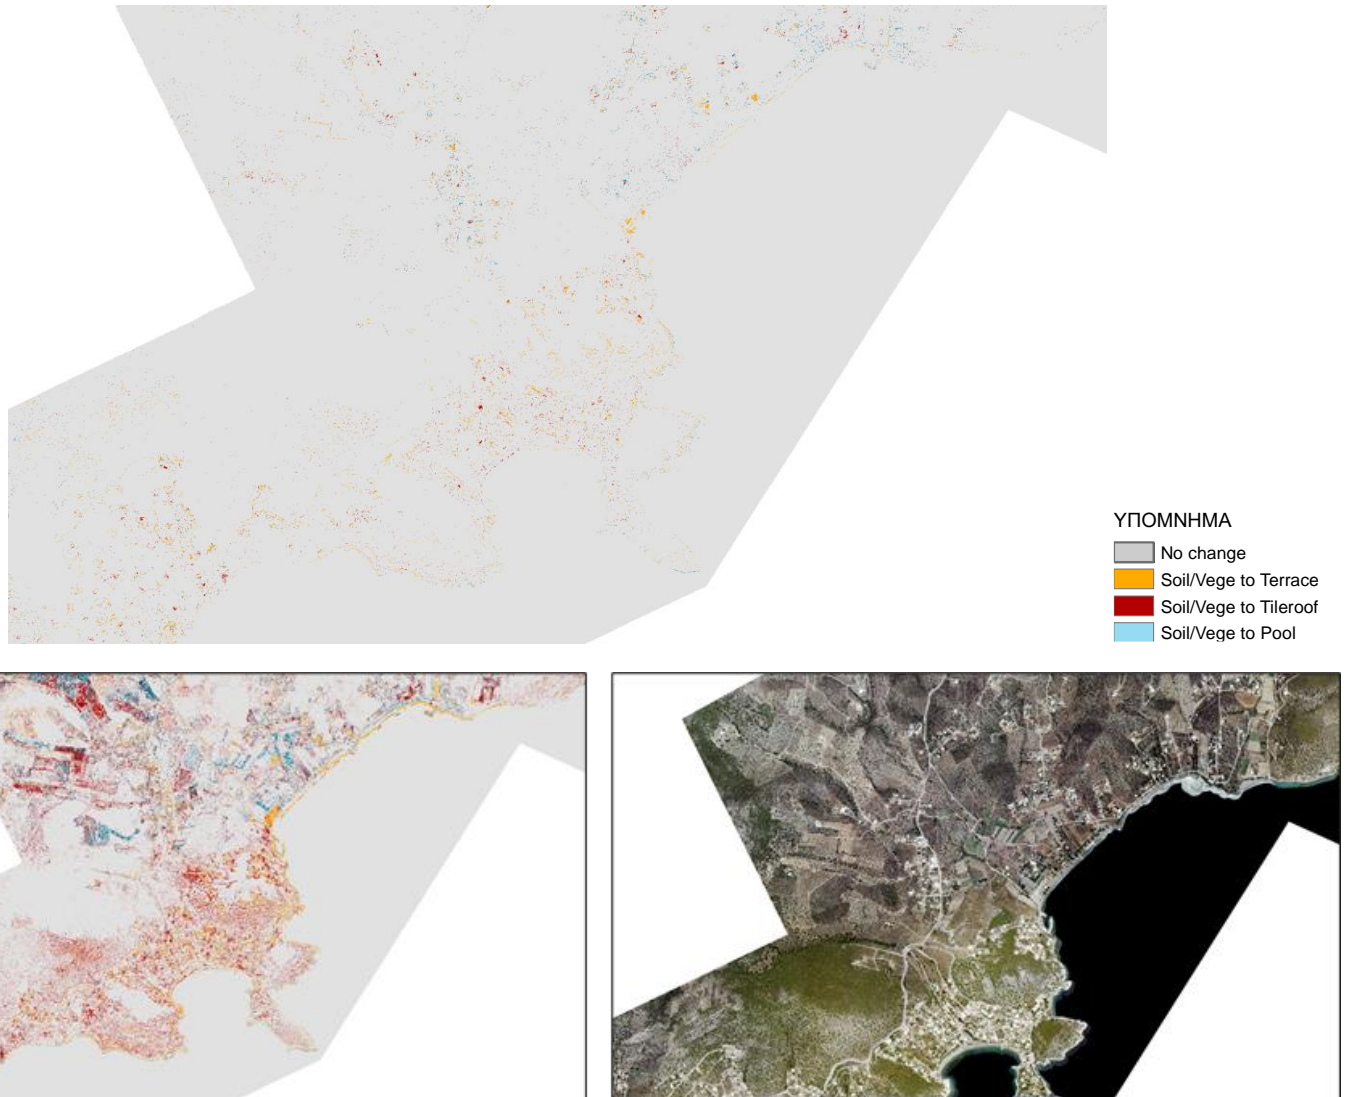 ΥΠΟΜΝΗΜΑ
No change
Soil/Vege to Terrace
Soil/Vege to Tileroof
Soil/Vege to Pool